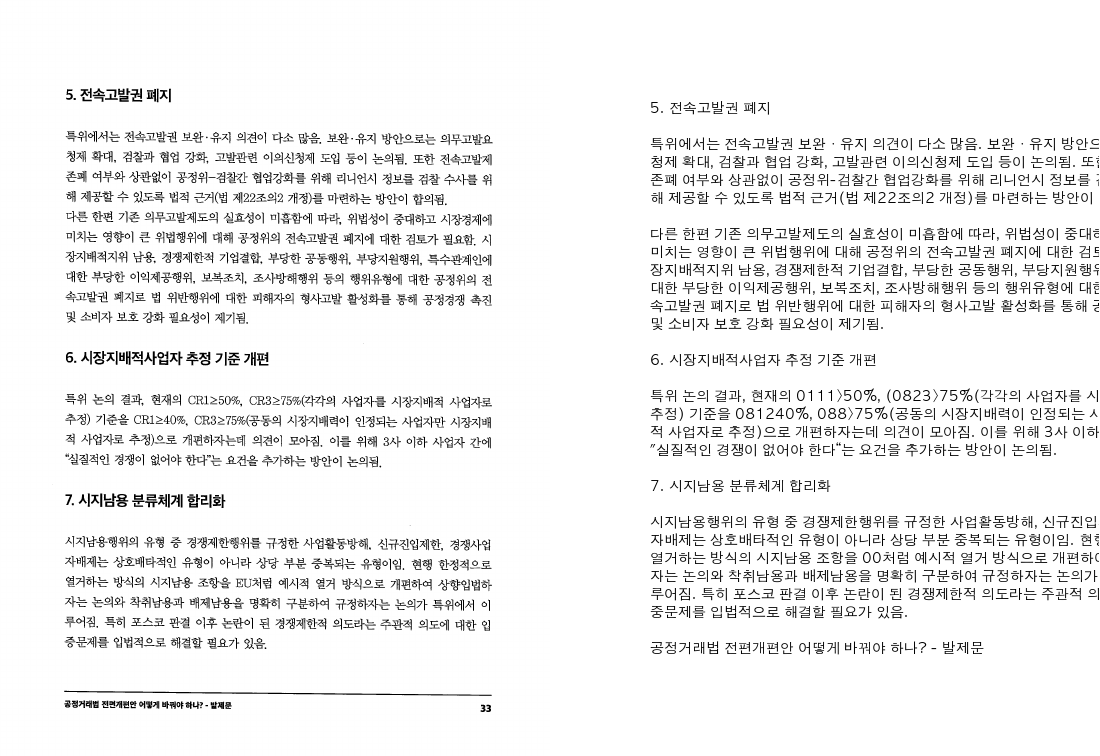 5. 전속고발권 폐지
특위에서는 전속고발권 보완·유지 의견이 다소 많음. 보완·유지 방안으로는 의무고발요
청제 확대, 검찰과 협업 강화, 고발관련 이의신청제 도입 등이 논의됨. 또한 전속고발제
존폐 여부와 상관없이 공정위-검찰간 협업강화를 위해 리니언시 정보를 검찰 수사를 위
해 제공할 수 있도록 법적 근거(법 제22조의2 개정)를 마련하는 방안이 합의됨.
다른 한편 기존 의무고발제도의 실효성이 미흡함에 따라, 위법성이 중대하고 시장경제에
미치는 영향이 큰 위법행위에 대해 공정위의 전속고발권 폐지에 대한 검토가 필요함. 시
장지배적지위 남용, 경쟁제한적 기업결합, 부당한 공동행위, 부당지원행위, 특수관계인에
대한 부당한 이익제공행위, 보복조치, 조사방해행위 등의 행위유형에 대한 공정위의 전
속고발권 폐지로 법 위반행위에 대한 피해자의 형사고발 활성화를 통해 공정경쟁 촉진
및 소비자 보호 강화 필요성이 제기됨.
6. 시장지배적사업자 추정 기준 개편
특위 논의 결과, 현재의 CR1≥50%, CR3≥75%(각각의 사업자를 시장지배적 사업자로
추정) 기준을 CR1≥40%, CR3≥75%(공동의 시장지배력이 인정되는 사업자만 시장지배
적 사업자로 추정)으로 개편하자는데 의견이 모아짐. 이를 위해 3사 이하 사업자 간에
“실질적인 경쟁이 없어야 한다”는 요건을 추가하는 방안이 논의됨.
7. 시지남용 분류체계 합리화
시지남용행위의 유형 중 경쟁제한행위를 규정한 사업활동방해, 신규진입제한, 경쟁사업
자배제는 상호배타적인 유형이 아니라 상당 부분 중복되는 유형이임. 현행 한정적으로
열거하는 방식의 시지남용 조항을 EU처럼 예시적 열거 방식으로 개편하여 상향입법하
자는 논의와 착취남용과 배제남용을 명확히 구분하여 규정하자는 논의가 특위에서 이
루어짐. 특히 포스코 판결 이후 논란이 된 경쟁제한적 의도라는 주관적 의도에 대한 입
증문제를 입법적으로 해결할 필요가 있음.
공정거래법 전편개편안 어떻게 바꿔야 하나? - 발제문
33
5. 전속고발권 폐지
특위에서는 전속고발권 보완 · 유지 의견이 다소 많음. 보완 · 유지 방안으
청제 확대, 검찰과 협업 강화, 고발관련 이의신청제 도입 등이 논의됨. 또한
존폐 여부와 상관없이 공정위-검찰간 협업강화를 위해 리니언시 정보를
해 제공할 수 있도록 법적 근거(법 제22조의2 개정)를 마련하는 방안이
다른 한편 기존 의무고발제도의 실효성이 미흡함에 따라, 위법성이 중대하
미치는 영향이 큰 위법행위에 대해 공정위의 전속고발권 폐지에 대한 검토
장지배적지위 남용, 경쟁제한적 기업결합, 부당한 공동행위, 부당지원행위
대한 부당한 이익제공행위, 보복조치, 조사방해행위 등의 행위유형에 대한
속고발권 폐지로 법 위반행위에 대한 피해자의 형사고발 활성화를 통해
및 소비자 보호 강화 필요성이 제기됨.
6. 시장지배적사업자 추정 기준 개편
특위 논의 결과, 현재의 0111〉50%, (0823〉75%(각각의 사업자를 시
추정) 기준을 081240%, 088〉75%(공동의 시장지배력이 인정되는 사
적 사업자로 추정)으로 개편하자는데 의견이 모아짐. 이를 위해 3사 이하
″실질적인 경쟁이 없어야 한다“는 요건을 추가하는 방안이 논의됨.
7. 시지남용 분류체계 합리화
시지남용행위의 유형 중 경쟁제한행위를 규정한 사업활동방해, 신규진입
자배제는 상호배타적인 유형이 아니라 상당 부분 중복되는 유형이임. 현행
열거하는 방식의 시지남용 조항을 00처럼 예시적 열거 방식으로 개편하여
자는 논의와 착취남용과 배제남용을 명확히 구분하여 규정하자는 논의가
루어짐. 특히 포스코 판결 이후 논란이 된 경쟁제한적 의도라는 주관적 의
중문제를 입법적으로 해결할 필요가 있음.
공정거래법 전편개편안 어떻게 바꿔야 하나? - 발제문